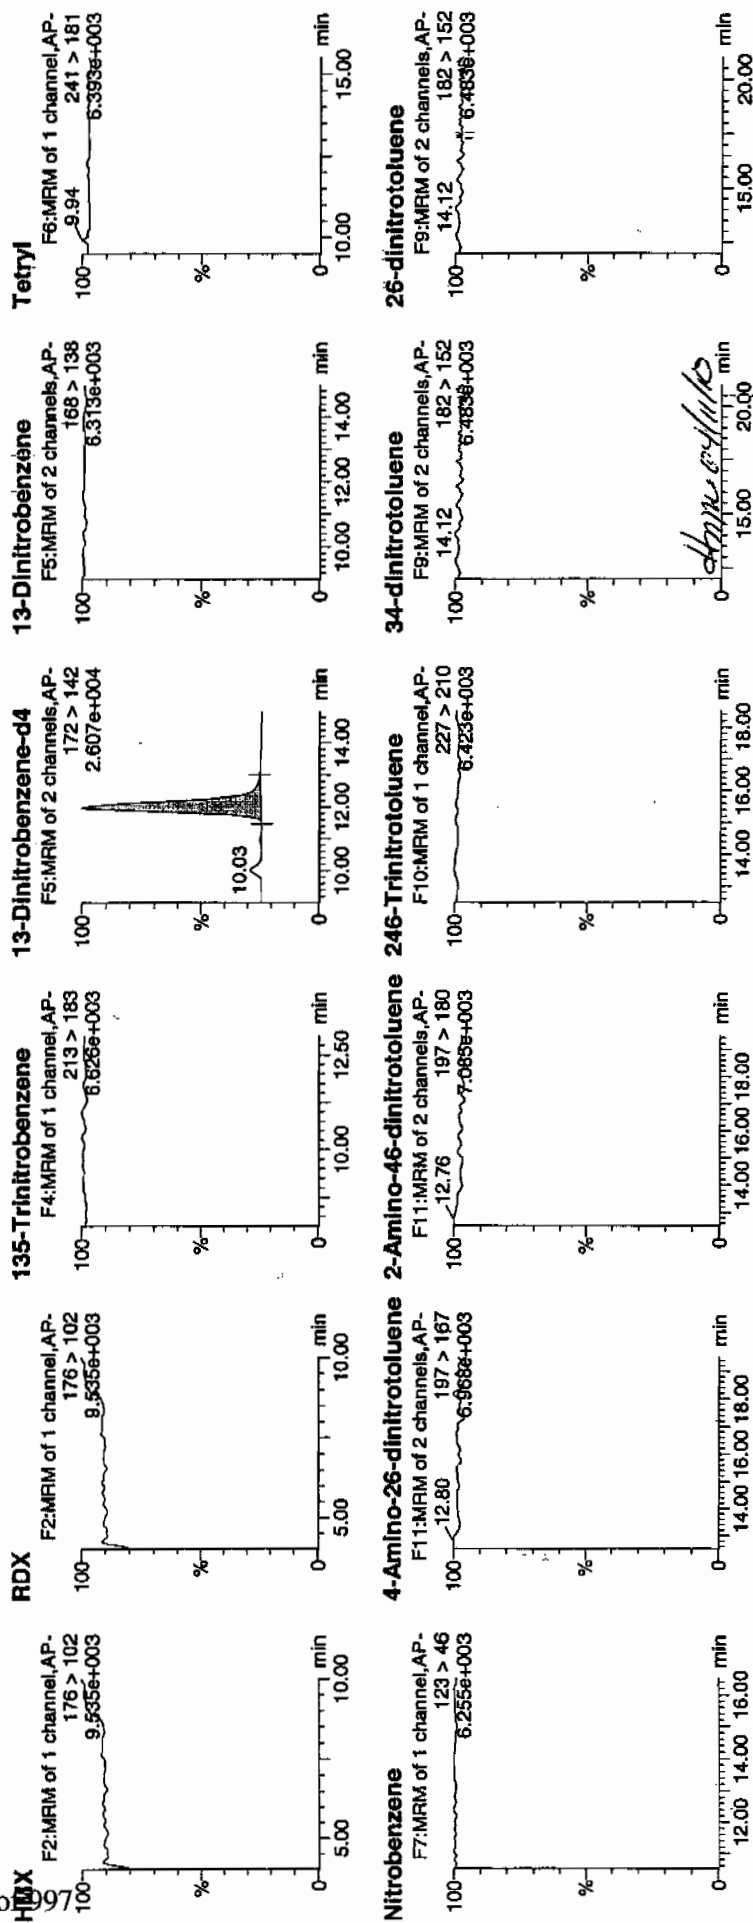 HMX
F2:MRM of 1 channel,AP-
176 > 102
9.535e+003
100
%
0
5.00 10.00 min
RDX
F2:MRM of 1 channel,AP-
176 > 102
9.535e+003
100
%
0
5.00 10.00 min
135-Trinitrobenzene
F4:MRM of 1 channel,AP-
213 > 183
6.626e+003
100
%
0
10.00 12.50 min
13-Dinitrobenzene-d4
F5:MRM of 2 channels,AP-
172 > 142
2.607e+004
100
10.03
%
0
10.00 12.00 14.00 min
13-Dinitrobenzene
F5:MRM of 2 channels,AP-
168 > 138
6.313e+003
100
%
0
10.00 12.00 14.00 min
Tetryl
F6:MRM of 1 channel,AP-
9.94 241 > 181
6.393e+003
100
%
0
10.00 15.00 min
Nitrobenzene
F7:MRM of 1 channel,AP-
123 > 46
6.255e+003
100
%
0
12.00 14.00 16.00 min
4-Amino-26-dinitrotoluene
F11:MRM of 2 channels,AP-
12.80 197 > 167
6.968e+003
100
%
0
14.00 16.00 18.00 min
2-Amino-46-dinitrotoluene
F11:MRM of 2 channels,AP-
12.76 197 > 180
7.085e+003
100
%
0
14.00 16.00 18.00 min
246-Trinitrotoluene
F10:MRM of 1 channel,AP-
227 > 210
6.423e+003
100
%
0
14.00 16.00 18.00 min
34-dinitrotoluene
F9:MRM of 2 channels,AP-
14.12 182 > 152
6.483e+003
100
%
0
15.00 20.00 min
26-dinitrotoluene
F9:MRM of 2 channels,AP-
14.12 182 > 152
6.483e+003
100
%
0
15.00 20.00 min
997